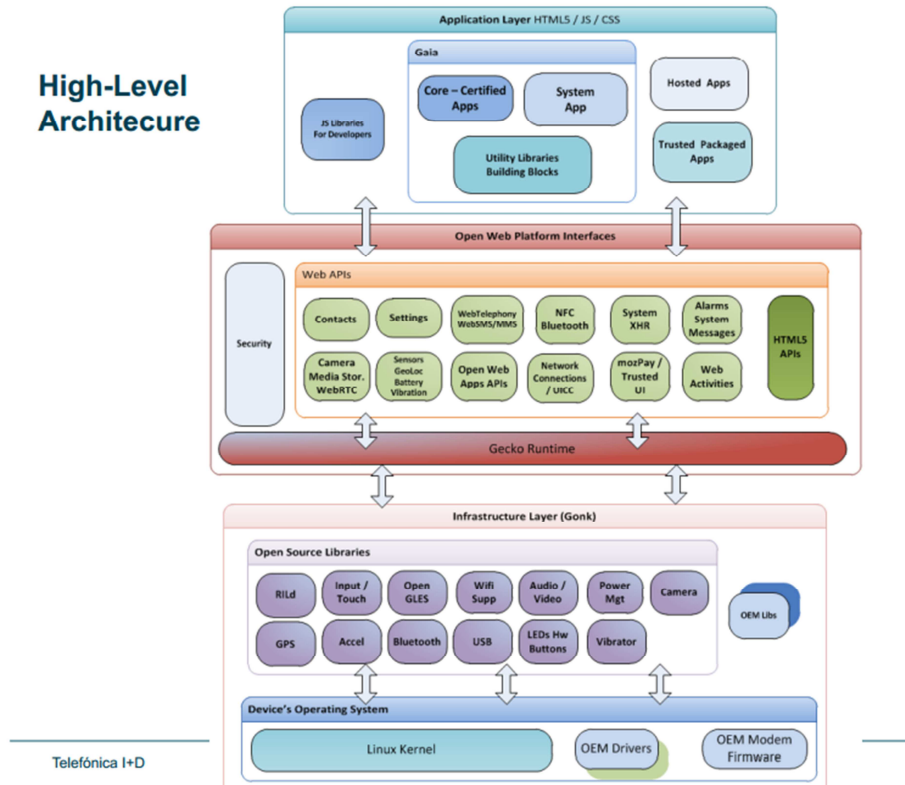 High-Level
Architecure
Application Layer HTML5 / JS / CSS
Gaia
JS Libraries
For Developers
Core – Certified
Apps
System
App
Utility Libraries
Building Blocks
Hosted Apps
Trusted Packaged
Apps
Open Web Platform Interfaces
Security
Web APIs
Contacts
Settings
WebTelephony
WebSMS/MMS
NFC
Bluetooth
System
XHR
Alarms
System
Messages
Camera
Media Stor.
WebRTC
Sensors
GeoLoc
Battery
Vibration
Open Web
Apps APIs
Network
Connections
/ UICC
mozPay /
Trusted
UI
Web
Activities
HTML5
APIs
Gecko Runtime
Infrastructure Layer (Gonk)
Open Source Libraries
RILd
Input /
Touch
Open
GLES
Wifi
Supp
Audio /
Video
Power
Mgt
Camera
GPS
Accel
Bluetooth
USB
LEDs Hw
Buttons
Vibrator
OEM Libs
Device's Operating System
Linux Kernel
OEM Drivers
OEM Modem
Firmware
Telefónica I+D